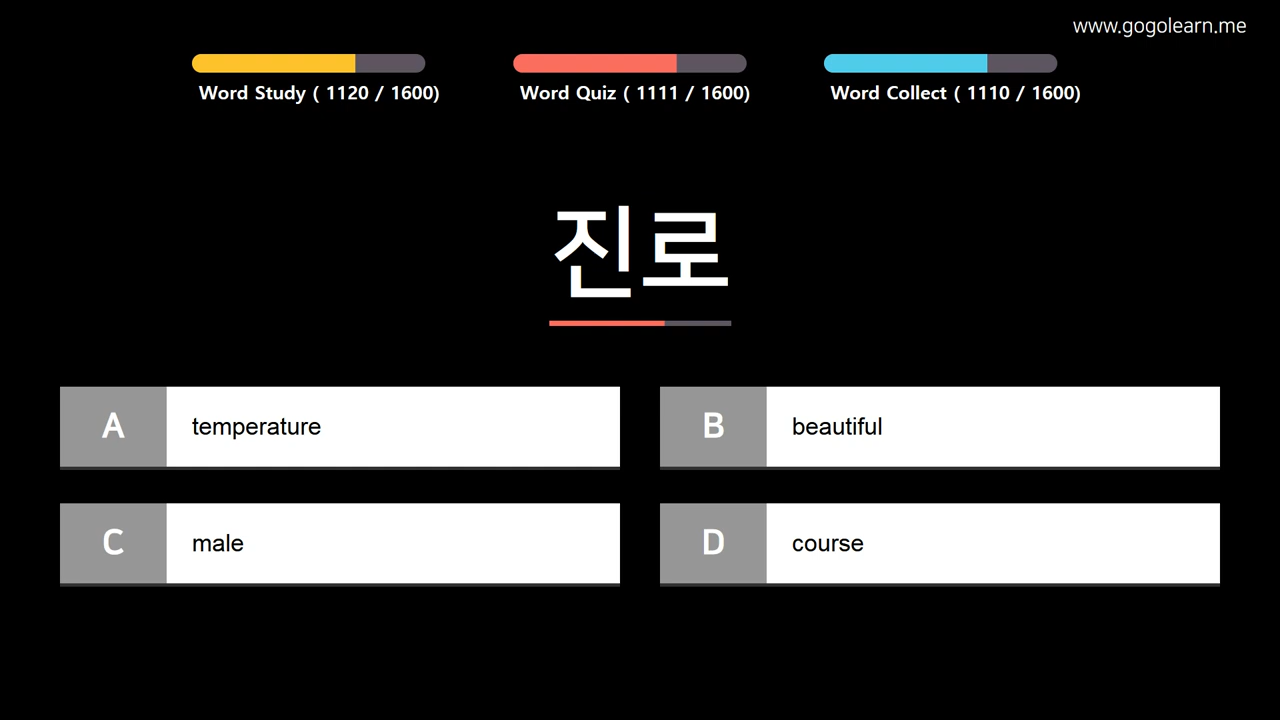 www.gogolearn.me
Word Study ( 1120 / 1600)
Word Quiz ( 1111 / 1600)
Word Collect ( 1110 / 1600)
진로
A temperature
B beautiful
C male
D course